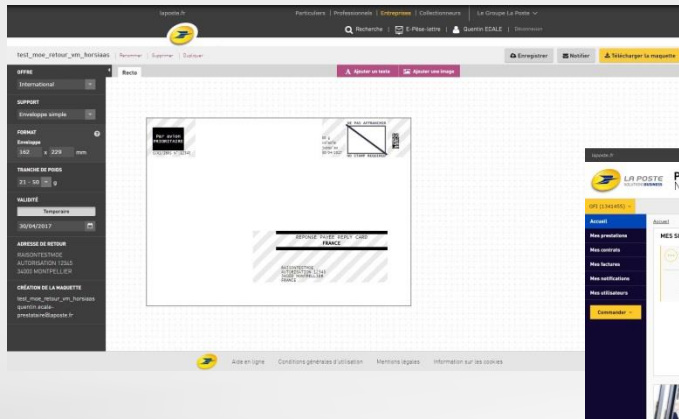 laposte.fr
Particuliers | Professionnels | Entreprises | Collectionneurs | Le Groupe La Poste
Recherche | E-Pèse-lettre | Quentin ECALE | Déconnexion
test_moe_retour_vm_horsiaas | Renommer | Supprimer | Dupliquer
Enregistrer
Notifier
Télécharger la maquette
OFFRE
International
SUPPORT
Enveloppe simple
FORMAT
Enveloppe
162 x 229 mm
TRANCHE DE POIDS
21 - 50 g
VALIDITÉ
Temporaire
30/04/2017
ADRESSE DE RETOUR
RAISONTESTMOE
AUTORISATION 12345
34000 MONTPELLIER
CRÉATION DE LA MAQUETTE
test_moe_retour_vm_horsiaas
quentin.ecale-
prestataire@laposte.fr
Recto
Ajouter un texte
Ajouter une image
Par avion
PRIORITAIRE
NE PAS AFFRANCHIR
NO STAMP REQUIRED
REPONSE PAYEE REPLY CARD
FRANCE
RAISONTESTMOE
AUTORISATION 12345
34000 MONTPELLIER
FRANCE
Aide en ligne
Conditions générales d'utilisation
Mentions légales
Information sur les cookies
laposte.fr
LA POSTE
SOLUTIONS BUSINESS
Accueil
Accueil
Mes prestations
Mes contrats
Mes factures
Mes notifications
Mes utilisateurs
Commander